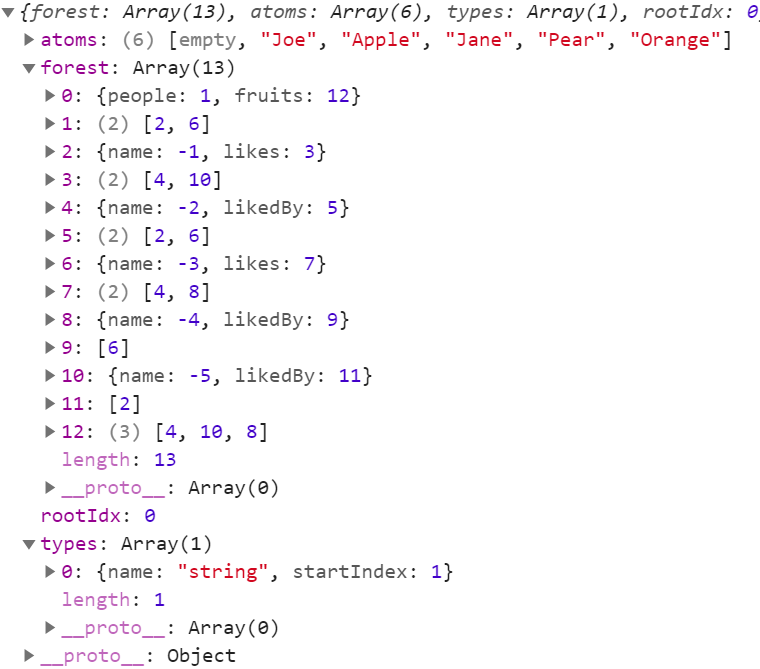 ▼{forest: Array(13), atoms: Array(6), types: Array(1), rootIdx: 0,
▶atoms: (6) [empty, "Joe", "Apple", "Jane", "Pear", "Orange"]
▼forest: Array(13)
▶0: {people: 1, fruits: 12}
▶1: (2) [2, 6]
▶2: {name: -1, likes: 3}
▶3: (2) [4, 10]
▶4: {name: -2, likedBy: 5}
▶5: (2) [2, 6]
▶6: {name: -3, likes: 7}
▶7: (2) [4, 8]
▶8: {name: -4, likedBy: 9}
▶9: [6]
▶10: {name: -5, likedBy: 11}
▶11: [2]
▶12: (3) [4, 10, 8]
length: 13
▶__proto__: Array(0)
rootIdx: 0
▼types: Array(1)
▶0: {name: "string", startIndex: 1}
length: 1
▶__proto__: Array(0)
▶__proto__: Object